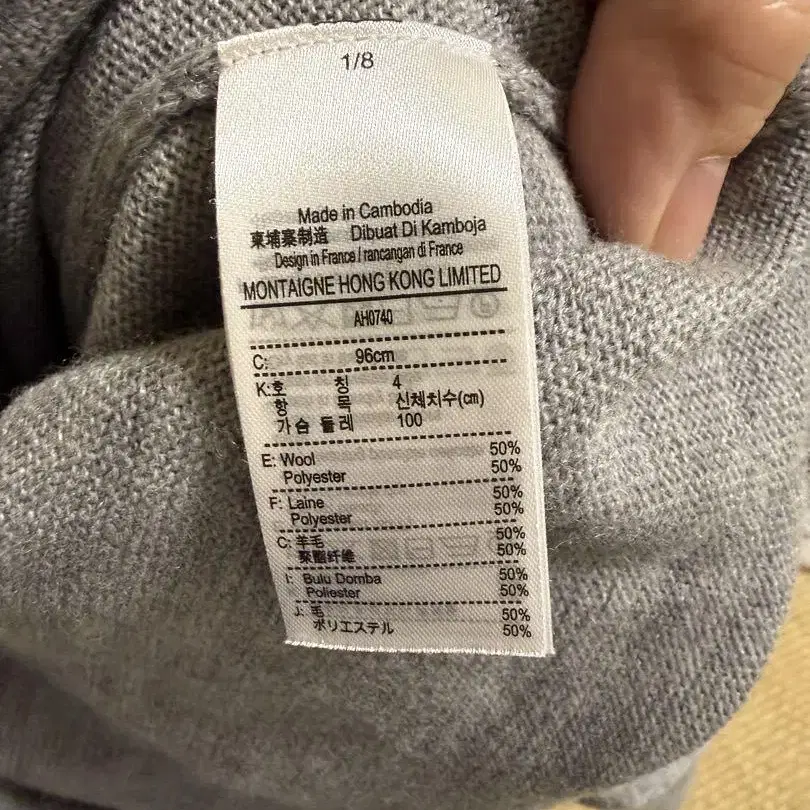 1/8
Made in Cambodia
柬埔寨制造 Dibuat Di Kamboja
Design in France / rancangan di France
MONTAIGNE HONG KONG LIMITED
AH0740
C: 96cm
K:호 칭 4
항 목 신체치수(cm)
가슴 둘레 100
E: Wool 50%
Polyester 50%
F: Laine 50%
Polyester 50%
C: 羊毛 50%
聚酯纤维 50%
I: Bulu Domba 50%
Poliester 50%
J: 毛 50%
ポリエステル 50%